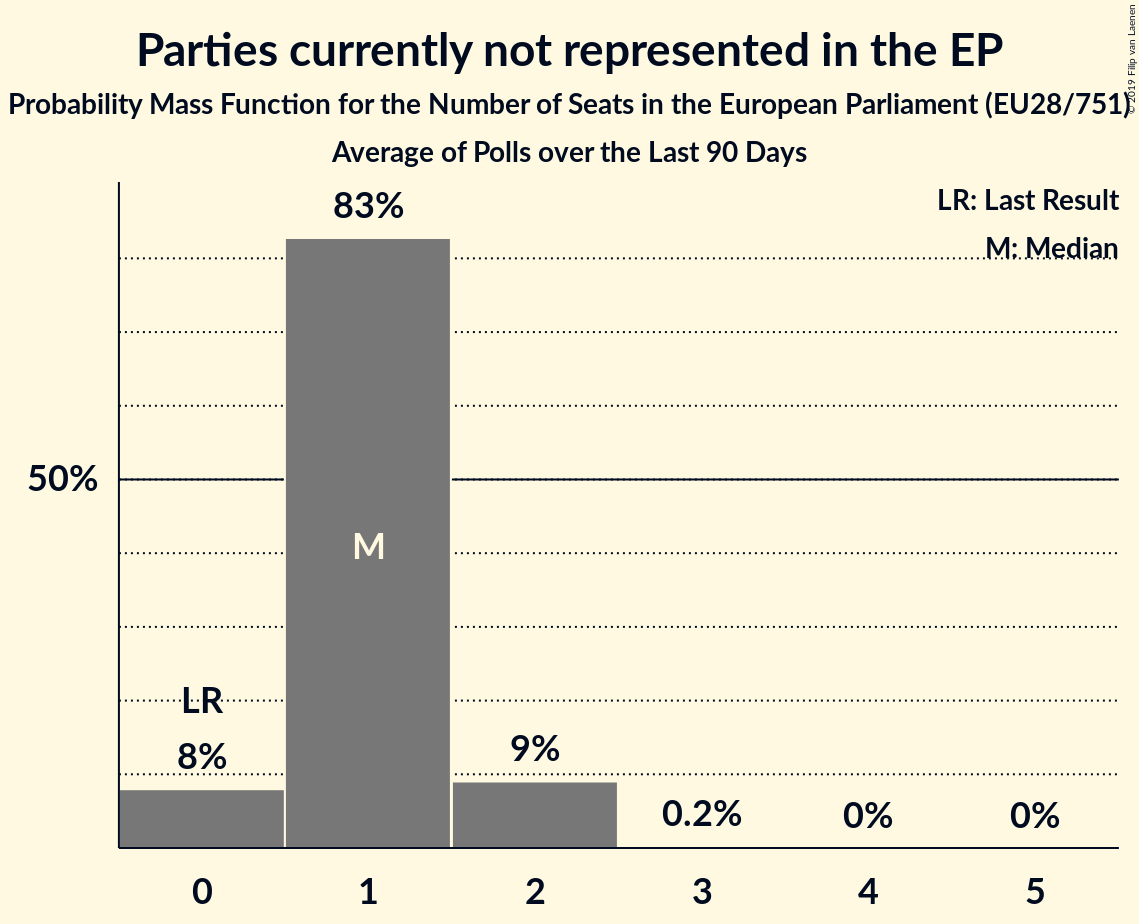 Parties currently not represented in the EP
Probability Mass Function for the Number of Seats in the European Parliament (EU28/751)
Average of Polls over the Last 90 Days
© 2019 Filip van Laenen
LR: Last Result
M: Median
83%
50%
M
LR
8%
9%
0.2%
0%
0%
0
1
2
3
4
5